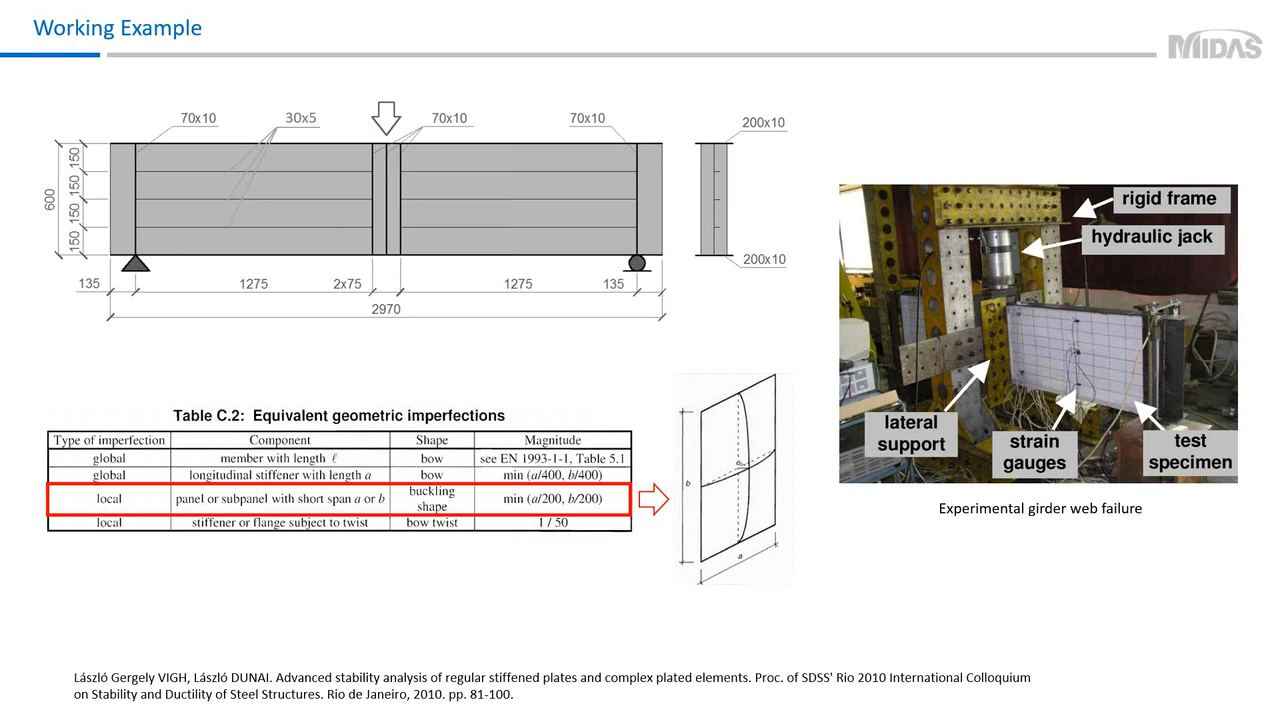 Working Example
MIDAS
70x10
30x5
70x10
70x10
200x10
600
150
150
150
150
200x10
135
1275
2x75
1275
135
2970
rigid frame
hydraulic jack
lateral
support
strain
gauges
test
specimen
Experimental girder web failure
Table C.2: Equivalent geometric imperfections
Type of imperfection Component Shape Magnitude
global member with length ℓ bow see EN 1993-1-1, Table 5.1
global longitudinal stiffener with length a bow min (a/400, b/400)
local panel or subpanel with short span a or b buckling shape min (a/200, b/200)
local stiffener or flange subject to twist bow twist 1 / 50
b
a
László Gergely VIGH, László DUNAI. Advanced stability analysis of regular stiffened plates and complex plated elements. Proc. of SDSS' Rio 2010 International Colloquium
on Stability and Ductility of Steel Structures. Rio de Janeiro, 2010. pp. 81-100.